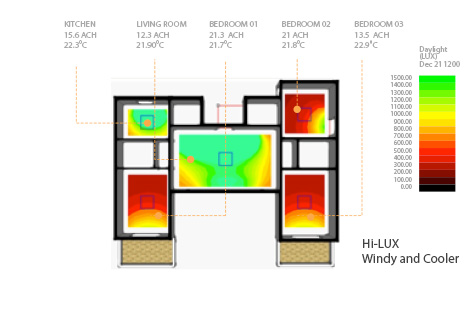 KITCHEN
15.6 ACH
22.3°C
LIVING ROOM
12.3 ACH
21.90°C
BEDROOM 01
21.3 ACH
21.7°C
BEDROOM 02
21 ACH
21.8°C
BEDROOM 03
13.5 ACH
22.9°C
Daylight
(LUX)
Dec 21 1200
1500.00
1400.00
1300.00
1200.00
1100.00
1000.00
900.00
800.00
700.00
600.00
500.00
400.00
300.00
200.00
100.00
0.00
Hi-LUX
Windy and Cooler